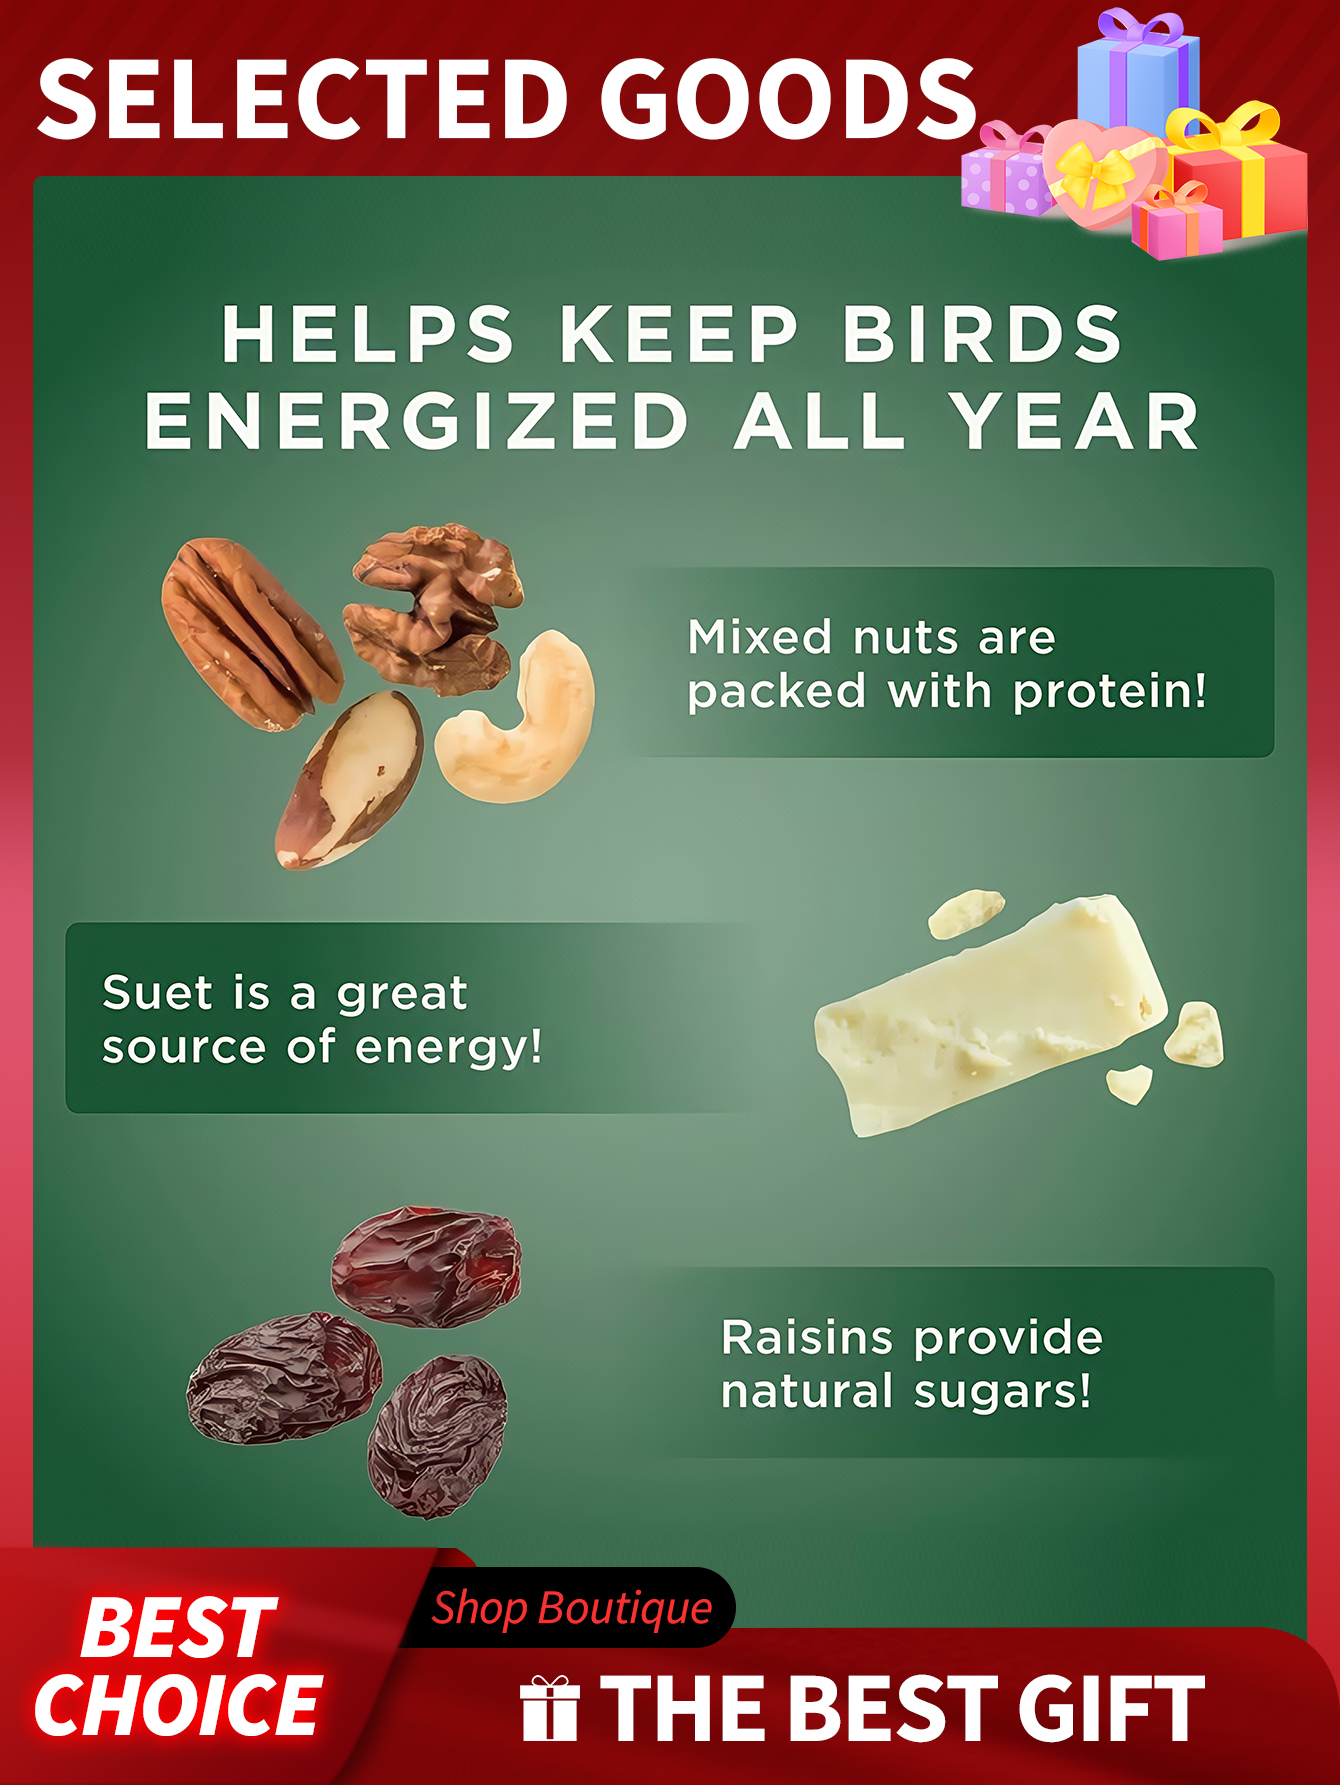 SELECTED GOODS
HELPS KEEP BIRDS
ENERGIZED ALL YEAR
Mixed nuts are
packed with protein!
Suet is a great
source of energy!
Raisins provide
natural sugars!
BEST
CHOICE
Shop Boutique
THE BEST GIFT